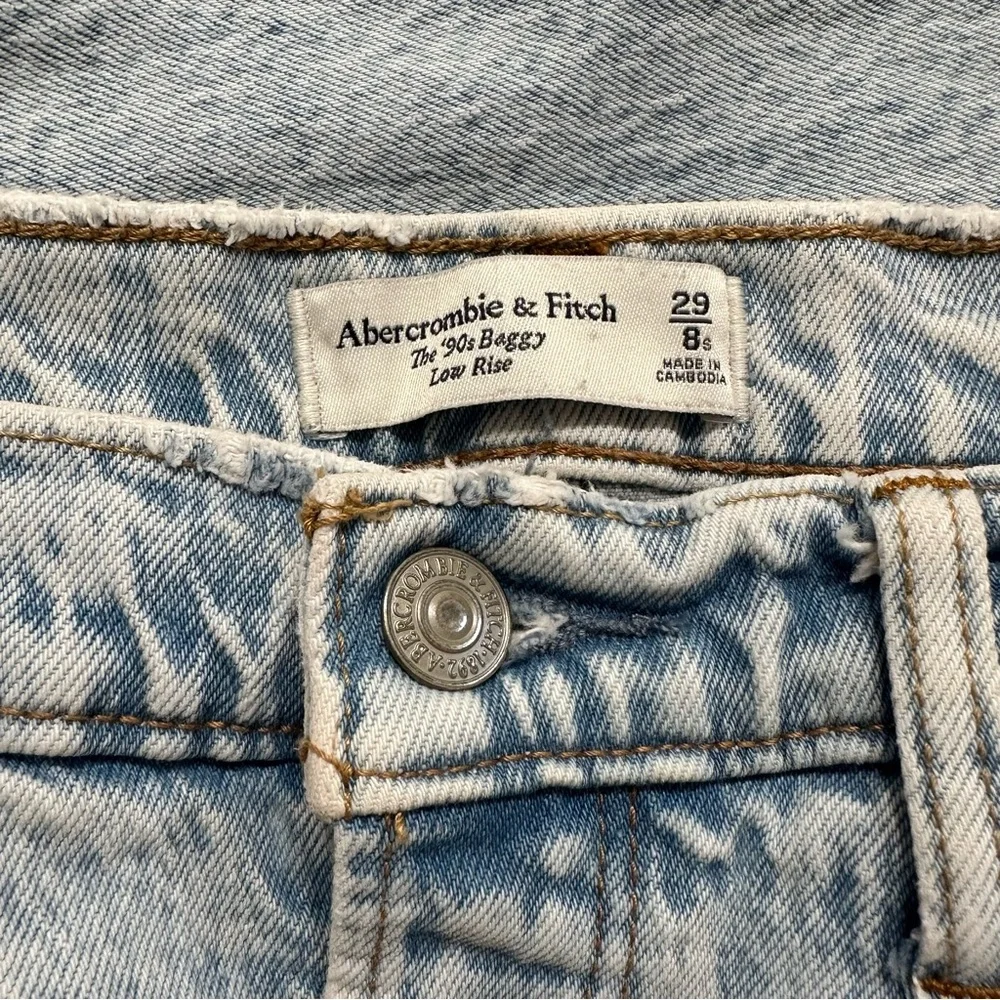 Abercrombie & Fitch
The '90s Baggy
Low Rise
29
8s
MADE IN
CAMBODIA
ABERCROMBIE & FITCH · 1892 ·